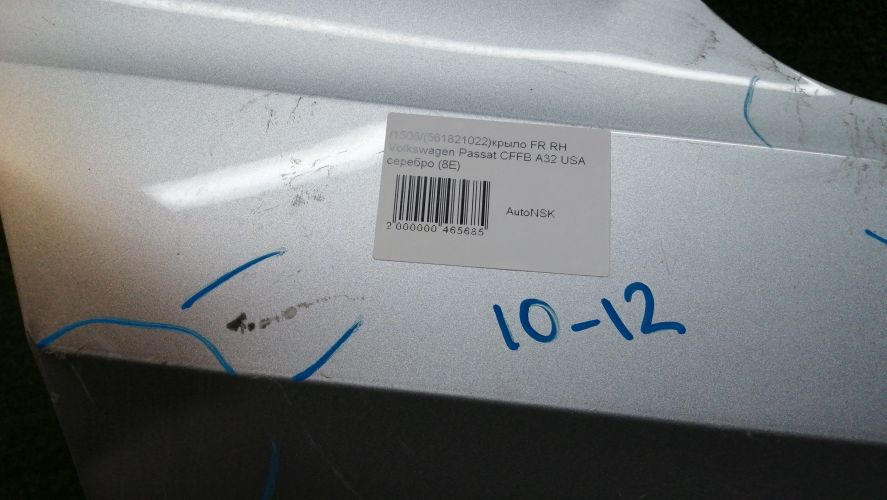 /1506/(561821022)крыло FR RH
Volkswagen Passat CFFB A32 USA
серебро (8E)
AutoNSK
2 000000 465685
10-12